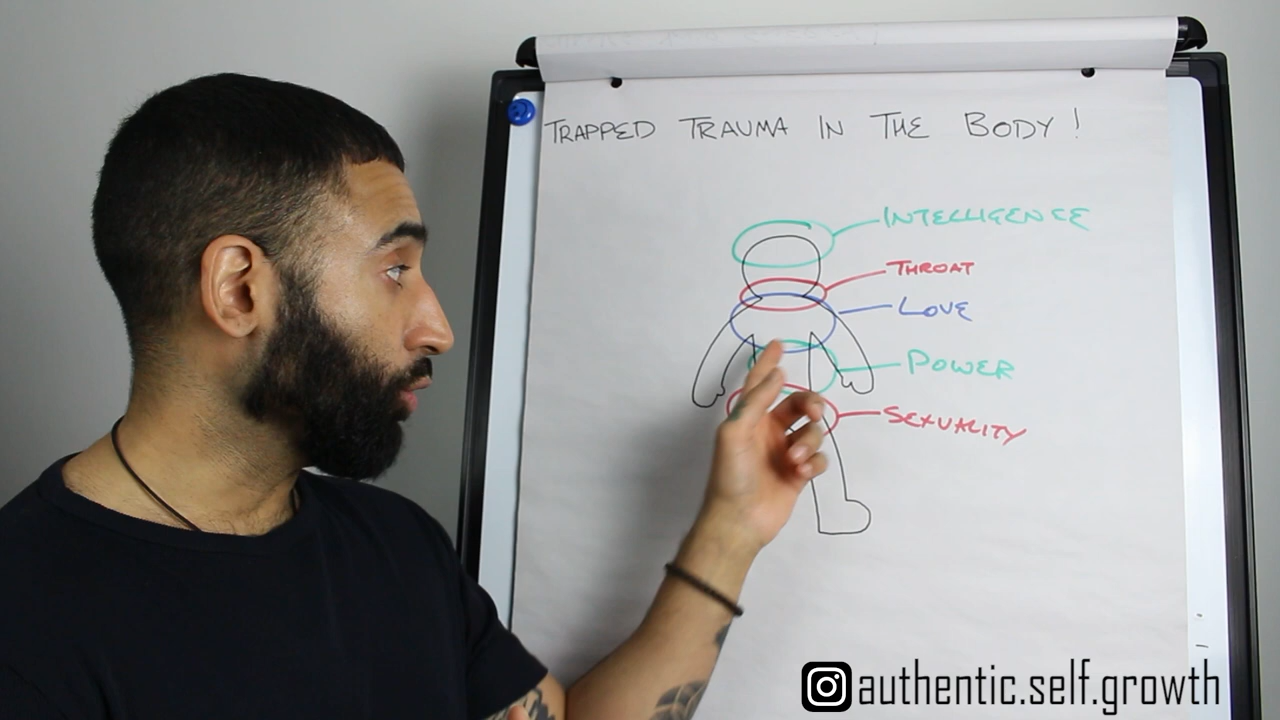 TRAPPED TRAUMA IN THE BODY!
INTELLIGENCE
THROAT
LOVE
POWER
SEXUALITY
authentic.self.growth